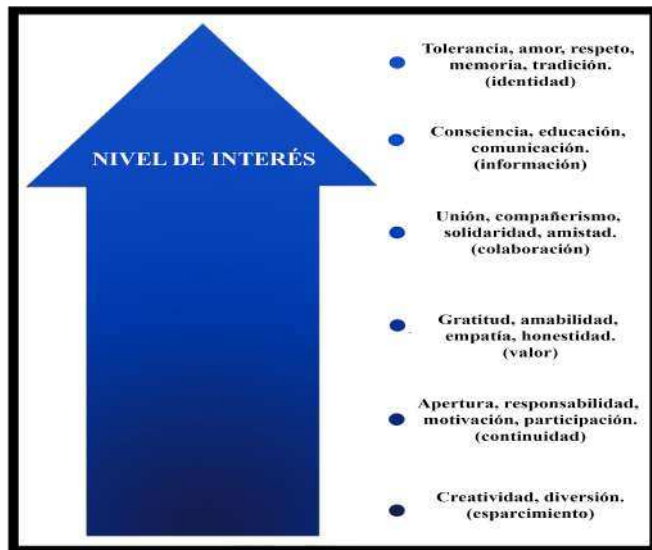 NIVEL DE INTERÉS
Tolerancia, amor, respeto,
memoria, tradición.
(identidad)
Consciencia, educación,
comunicación.
(información)
Unión, compañerismo,
solidaridad, amistad.
(colaboración)
Gratitud, amabilidad,
empatía, honestidad.
(valor)
Apertura, responsabilidad,
motivación, participación.
(continuidad)
Creatividad, diversión.
(esparcimiento)